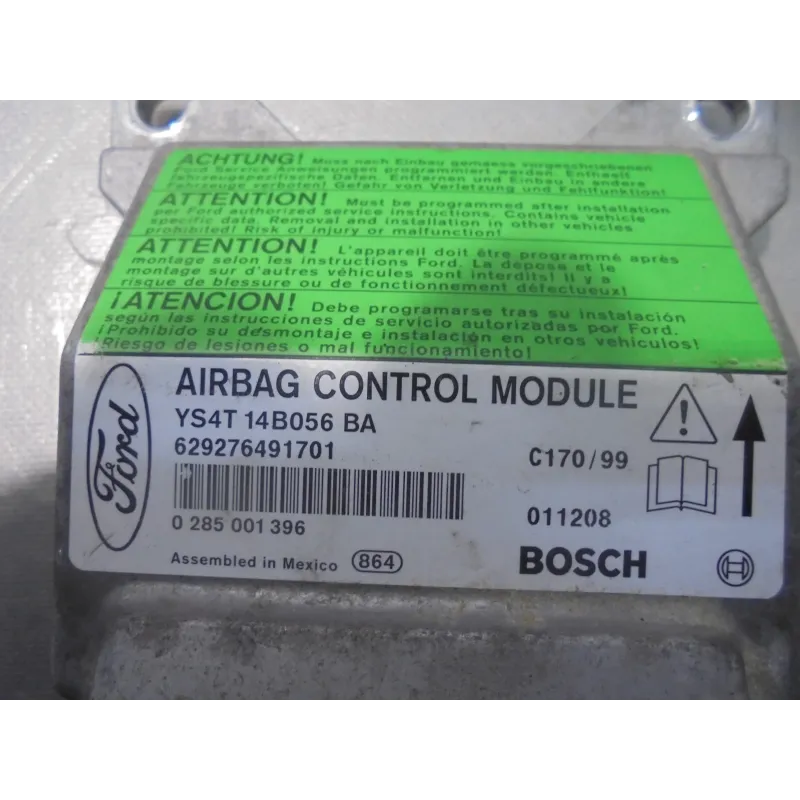 ACHTUNG! Muss nach Einbau gemaess vorgeschriebenen
Ford Service Anweisungen programmiert werden. Enthaelt
fahrzeugspezifische Daten. Entfernen und Einbau in andere
Fahrzeuge verboten! Gefahr von Verletzung und Fehlfunktion!
ATTENTION! Must be programmed after installation
per Ford authorized service instructions. Contains vehicle
specific data. Removal and installation in other vehicles
prohibited! Risk of injury or malfunction!
ATTENTION! L'appareil doit être programmé après
montage selon les instructions Ford. La depose et le
montage sur d'autres véhicules sont interdits! Il y a
risque de blessure ou de fonctionnement défectueux!
¡ATENCION! Debe programarse tras su instalación
según las instrucciones de servicio autorizadas por Ford.
¡Prohibido su desmontaje e instalación en otros vehículos!
¡Riesgo de lesiones o mal funcionamiento!
Ford
AIRBAG CONTROL MODULE
YS4T 14B056 BA
629276491701
C170/99
0 285 001 396
011208
Assembled in Mexico 864
BOSCH